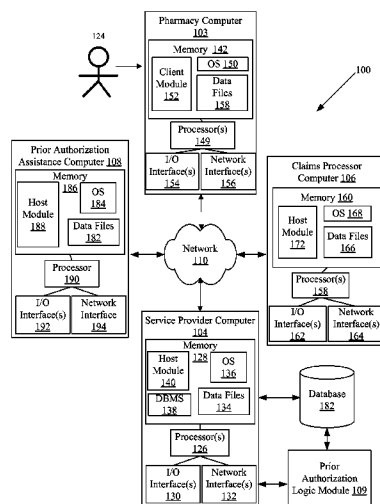 124
100
Pharmacy Computer
103
Memory 142
Client
Module
152
OS 150
Data
Files
158
Processor(s)
149
I/O
Interface(s)
154
Network
Interface(s)
156
Prior Authorization
Assistance Computer 108
Memory
186
Host
Module
188
OS
184
Data Files
182
Processor
190
I/O
Interface(s)
192
Network
Interface
194
Network
110
Claims Processor
Computer 106
Memory 160
Host
Module
172
OS 168
Data Files
166
Processor(s)
158
I/O
Interface(s)
162
Network
Interface(s)
164
Service Provider Computer
104
Memory
128
Host
Module
140
OS
136
DBMS
138
Data Files
134
Processor(s)
126
I/O
Interface(s)
130
Network
Interface(s)
132
Database
182
Prior
Authorization
Logic Module 109